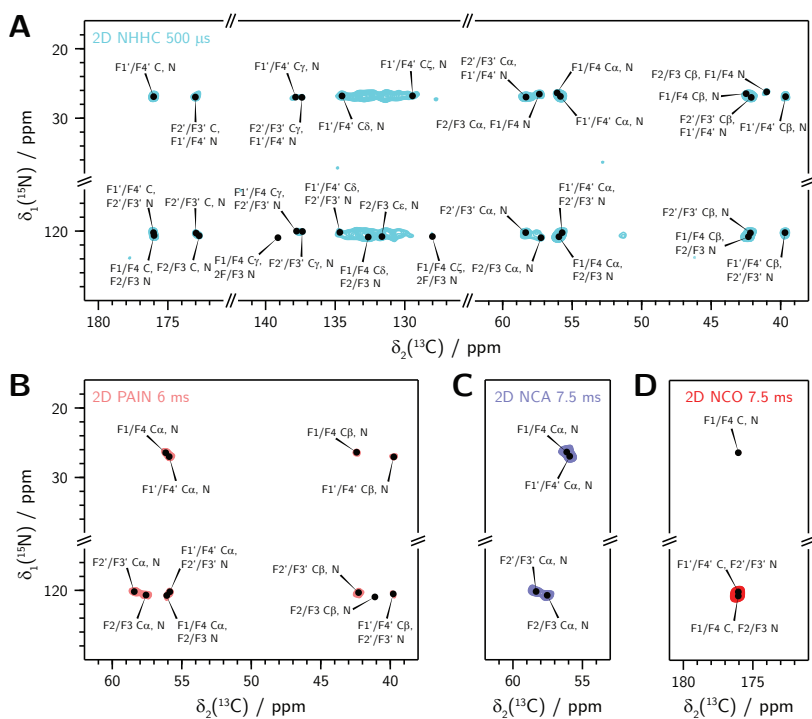 A
2D NHHC 500 μs
F1'/F4' C, N
F2'/F3' C,
F1'/F4' N
F1'/F4' Cγ, N
F2'/F3' Cγ, N
F1'/F4' N
F1'/F4' Cζ, N
F1'/F4' Cδ, N
F2'/F3' Cα,
F1'/F4' N
F1/F4 Cα, N
F2/F3 Cα, F1/F4 N
F1'/F4' Cα, N
F2/F3 Cβ, F1/F4 N
F1/F4 Cβ, N
F2'/F3' Cβ,
F1'/F4' N
F1'/F4' Cβ, N
F1'/F4' C,
F2'/F3' N
F2'/F3' C, N
F1/F4 C,
F2/F3 N
F2/F3 C, N
F1'/F4 Cγ,
F2'/F3' N
F1'/F4' Cδ,
F2'/F3' N
F2/F3 Cε, N
F1/F4 Cγ,
2F/F3 N
F2'/F3' Cγ, N
F1/F4 Cδ,
F2/F3 N
F1/F4 Cζ,
2F/F3 N
F2'/F3' Cα, N
F1'/F4' Cα,
F2'/F3' N
F2/F3 Cα, N
F1/F4 Cα,
F2/F3 N
F2'/F3' Cβ, N
F1/F4 Cβ,
F2/F3 N
F1'/F4' Cβ,
F2'/F3' N
20
30
120
δ₁(¹⁵N) / ppm
180 175 140 135 130 60 55 45 40
δ₂(¹³C) / ppm
B
2D PAIN 6 ms
F1/F4 Cα, N
F1'/F4' Cα, N
F1/F4 Cβ, N
F1'/F4' Cβ, N
F2'/F3' Cα, N
F1'/F4' Cα,
F2'/F3' N
F2/F3 Cα, N
F1/F4 Cα,
F2/F3 N
F2'/F3' Cβ, N
F2/F3 Cβ, N
F1'/F4' Cβ,
F2'/F3' N
20
30
120
δ₁(¹⁵N) / ppm
60 55 50 45 40
δ₂(¹³C) / ppm
C
2D NCA 7.5 ms
F1/F4 Cα, N
F1'/F4' Cα, N
F2'/F3' Cα, N
F2/F3 Cα, N
60 55
δ₂(¹³C) / ppm
D
2D NCO 7.5 ms
F1/F4 C, N
F1'/F4' C, F2'/F3' N
F1/F4 C, F2/F3 N
180 170
δ₂(¹³C) / ppm